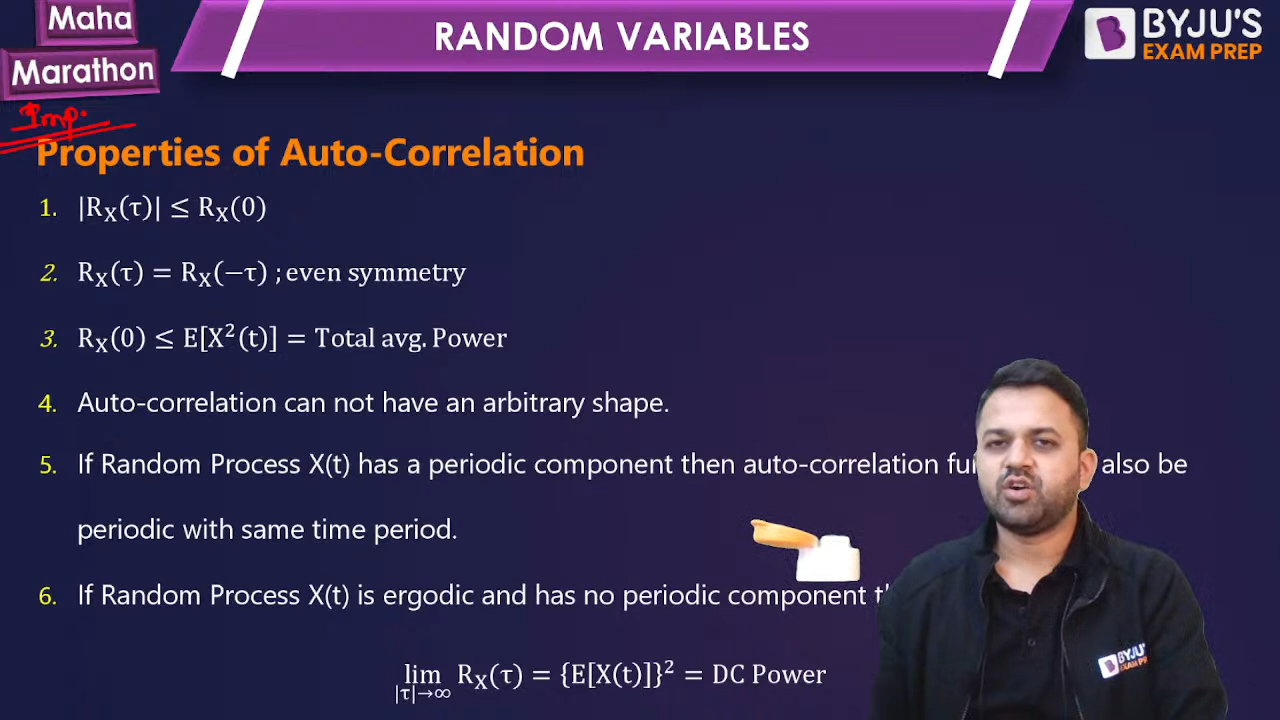 Maha
Marathon
RANDOM VARIABLES
BYJU'S
EXAM PREP
Imp.
Properties of Auto-Correlation
1. |R_X(τ)| ≤ R_X(0)
2. R_X(τ) = R_X(−τ) ; even symmetry
3. R_X(0) ≤ E[X²(t)] = Total avg. Power
4. Auto-correlation can not have an arbitrary shape.
5. If Random Process X(t) has a periodic component then auto-correlation also be
periodic with same time period.
6. If Random Process X(t) is ergodic and has no periodic component
lim R_X(τ) = {E[X(t)]}² = DC Power
|τ|→∞
BYJU'
EXAM PRE